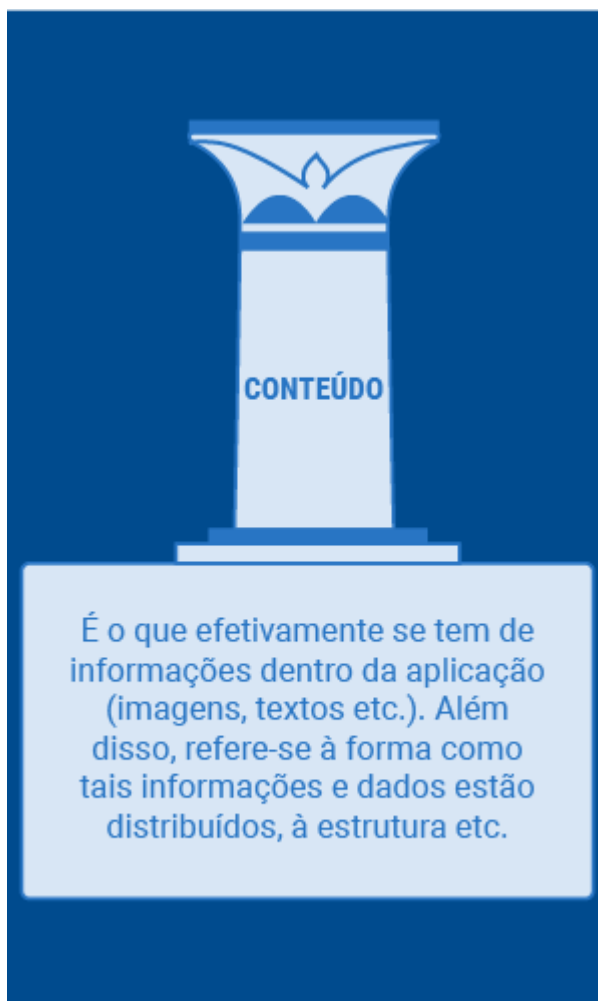 CONTEÚDO
É o que efetivamente se tem de
informações dentro da aplicação
(imagens, textos etc.). Além
disso, refere-se à forma como
tais informações e dados estão
distribuídos, à estrutura etc.